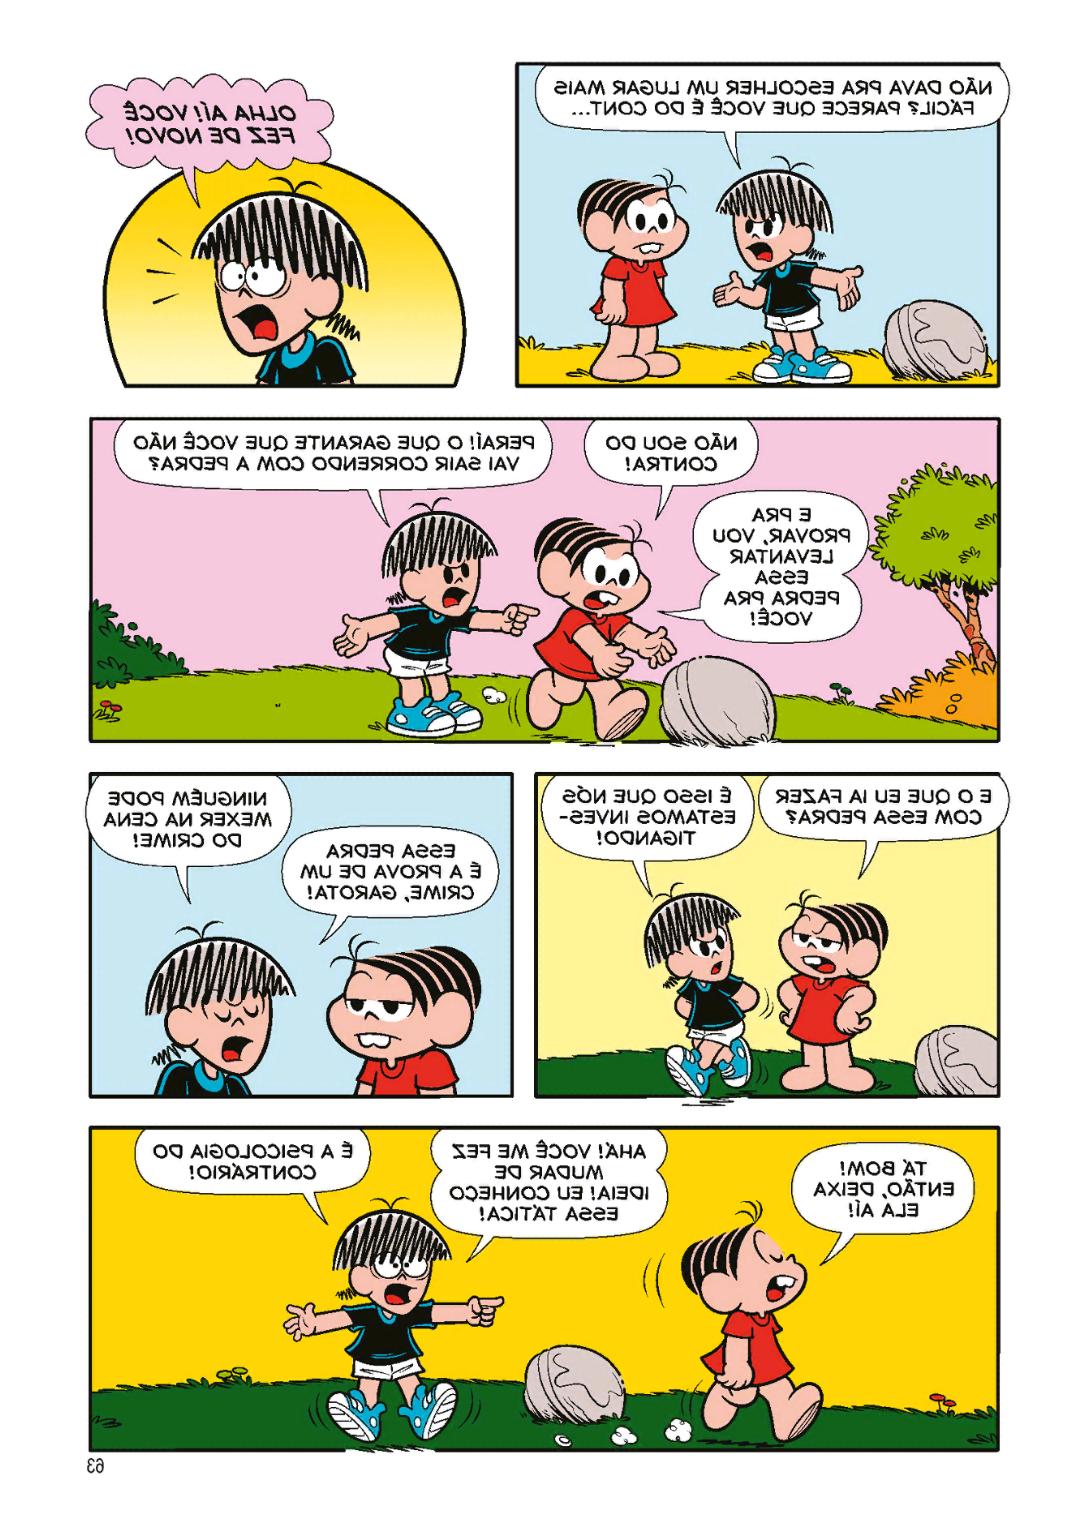 NÃO DAVA PRA ESCOLHER UM LUGAR MAIS
FÁCIL? PARECE QUE VOCÊ É DO CONT...
OLHA AÍ! VOCÊ
FEZ DE NOVO!
NÃO SOU DO
CONTRA!
E PRA
PROVAR, VOU
LEVANTAR
ESSA
PEDRA PRA
VOCÊ!
PERAÍ! O QUE GARANTE QUE VOCÊ NÃO
VAI SAIR CORRENDO COM A PEDRA?
E O QUE EU IA FAZER
COM ESSA PEDRA?
É ISSO QUE NÓS
ESTAMOS INVES-
TIGANDO!
ESSA PEDRA
É A PROVA DE UM
CRIME, GAROTA!
NINGUÉM PODE
MEXER NA CENA
DO CRIME!
TÁ BOM!
ENTÃO, DEIXA
ELA AÍ!
AHÁ! VOCÊ ME FEZ
MUDAR DE
IDEIA! EU CONHEÇO
ESSA TÁTICA!
É A PSICOLOGIA DO
CONTRÁRIO!
63